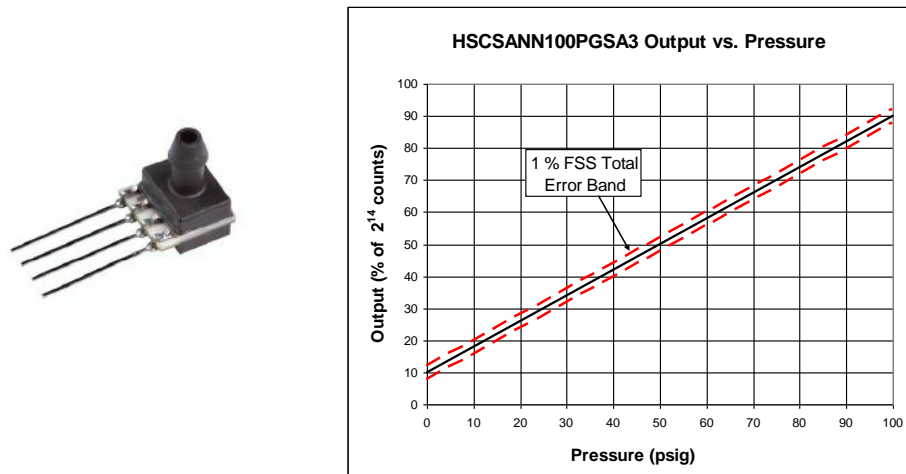 HSCSANN100PGSA3 Output vs. Pressure
100
90
80
70
60
50
40
30
20
10
0
Output (% of 2¹⁴ counts)
1 % FSS Total
Error Band
0 10 20 30 40 50 60 70 80 90 100
Pressure (psig)